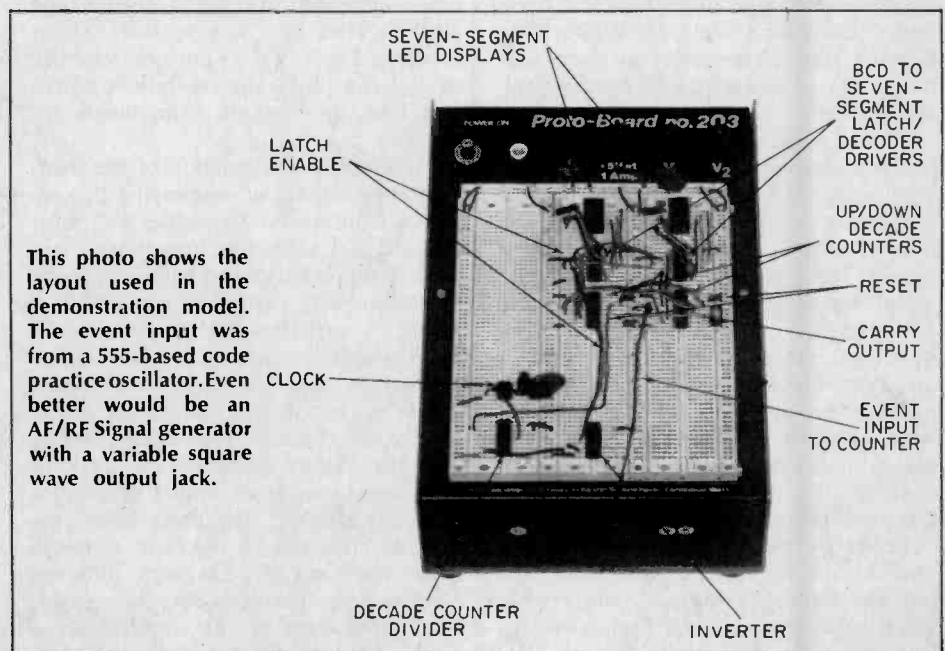 SEVEN-SEGMENT
LED DISPLAYS
BCD TO
SEVEN-
SEGMENT
LATCH/
DECODER
DRIVERS
LATCH
ENABLE
POWER ON
Proto-Board no. 203
1 Amp.
V2
UP/DOWN
DECADE
COUNTERS
RESET
CARRY
OUTPUT
EVENT
INPUT
TO COUNTER
This photo shows the
layout used in the
demonstration model.
The event input was
from a 555-based code
practice oscillator.Even
better would be an
AF/RF Signal generator
with a variable square
wave output jack.
CLOCK
DECADE COUNTER
DIVIDER
INVERTER